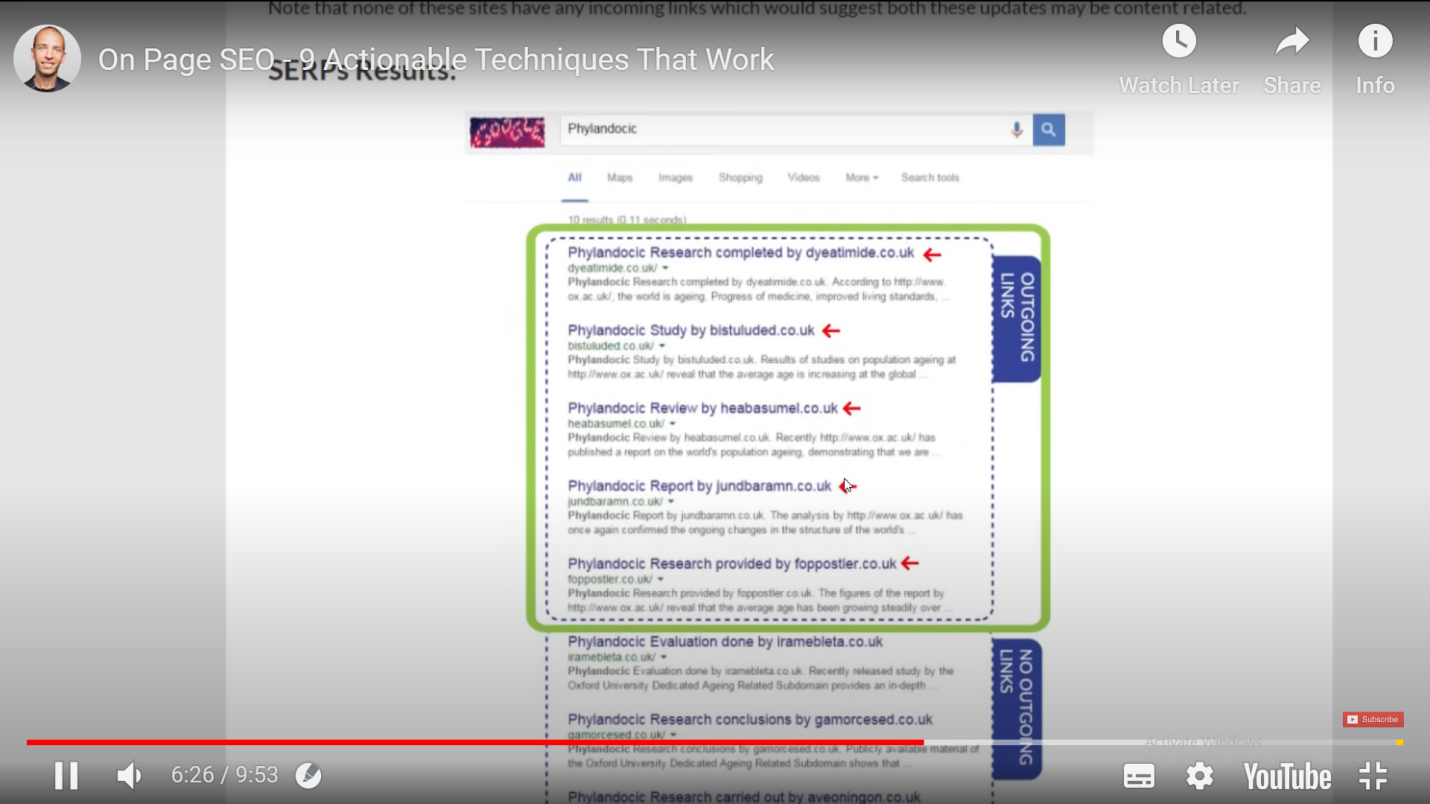 Note that none of these sites have any incoming links which would suggest both these updates may be content related.
On Page SEO - 9 Actionable Techniques That Work
Watch Later
Share
Info
SERPs Results:
GOOGLE
Phylandocic
All Maps Images Shopping Videos More Search tools
10 results (0.11 seconds)
Phylandocic Research completed by dyeatimide.co.uk
dyeatimide.co.uk/
Phylandocic Research completed by dyeatimide.co.uk. According to http://www.
ox.ac.uk/, the world is ageing. Progress of medicine, improved living standards, ...
OUTGOING
LINKS
Phylandocic Study by bistuluded.co.uk
bistuluded.co.uk/
Phylandocic Study by bistuluded.co.uk. Results of studies on population ageing at
http://www.ox.ac.uk/ reveal that the average age is increasing at the global ...
Phylandocic Review by heabasumel.co.uk
heabasumel.co.uk/
Phylandocic Review by heabasumel.co.uk. Recently http://www.ox.ac.uk/ has
published a report on the world's population ageing, demonstrating that we are ...
Phylandocic Report by jundbaramn.co.uk
jundbaramn.co.uk/
Phylandocic Report by jundbaramn.co.uk. The analysis by http://www.ox.ac.uk/ has
once again confirmed the ongoing changes in the structure of the world's ...
Phylandocic Research provided by foppostler.co.uk
foppostler.co.uk/
Phylandocic Research provided by foppostler.co.uk. The figures of the report by
http://www.ox.ac.uk/ reveal that the average age has been growing steadily over ...
Phylandocic Evaluation done by iramebleta.co.uk
iramebleta.co.uk/
Phylandocic Evaluation done by iramebleta.co.uk. Recently released study by the
Oxford University Dedicated Ageing Related Subdomain provides an in-depth ...
NO OUTGOING
LINKS
Phylandocic Research conclusions by gamorcesed.co.uk
gamorcesed.co.uk/
Phylandocic Research conclusions by gamorcesed.co.uk. Publicly available material of
the Oxford University Dedicated Ageing Related Subdomain shows that ...
Phylandocic Research carried out by aveoningon.co.uk
Subscribe
Activate Windows
6:26 / 9:53
YouTube